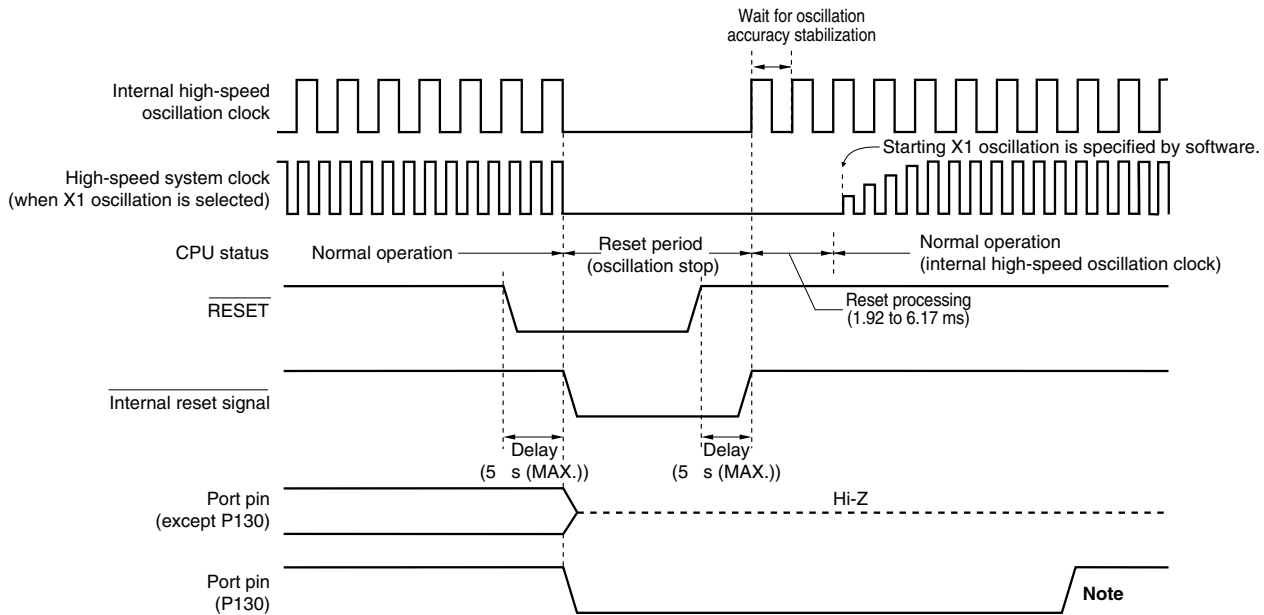 Wait for oscillation
accuracy stabilization
Internal high-speed
oscillation clock
Starting X1 oscillation is specified by software.
High-speed system clock
(when X1 oscillation is selected)
CPU status
Normal operation
Reset period
(oscillation stop)
Normal operation
(internal high-speed oscillation clock)
RESET
Reset processing
(1.92 to 6.17 ms)
Internal reset signal
Delay
(5 s (MAX.))
Delay
(5 s (MAX.))
Port pin
(except P130)
Hi-Z
Port pin
(P130)
Note